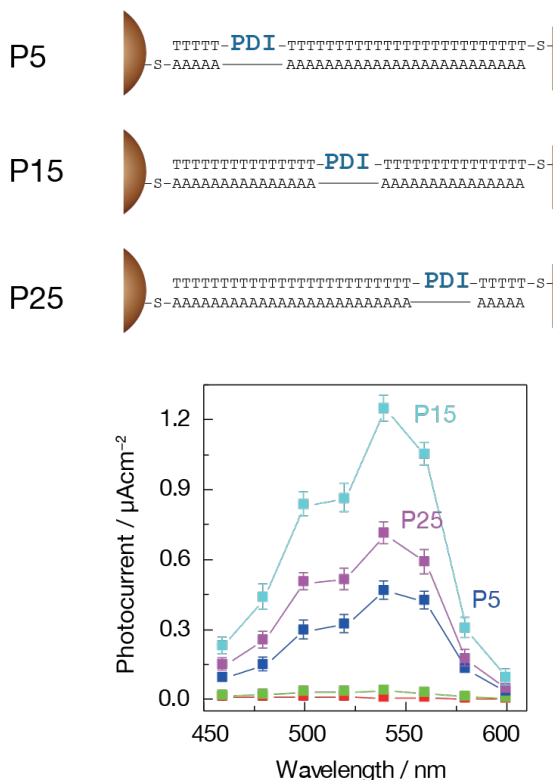 P5
TTTTT-PDI-TTTTTTTTTTTTTTTTTTTTTTTTT-S-
-S-AAAAA AAAAAAAAAAAAAAAAAAAAAAAAA
P15
TTTTTTTTTTTTTTT-PDI-TTTTTTTTTTTTTTT-S-
-S-AAAAAAAAAAAAAAA AAAAAAAAAAAAAAA
P25
TTTTTTTTTTTTTTTTTTTTTTTTT-PDI-TTTTT-S-
-S-AAAAAAAAAAAAAAAAAAAAAAAAA AAAAA
Photocurrent / μAcm⁻²
1.2
0.9
0.6
0.3
0.0
P15
P25
P5
450 500 550 600
Wavelength / nm